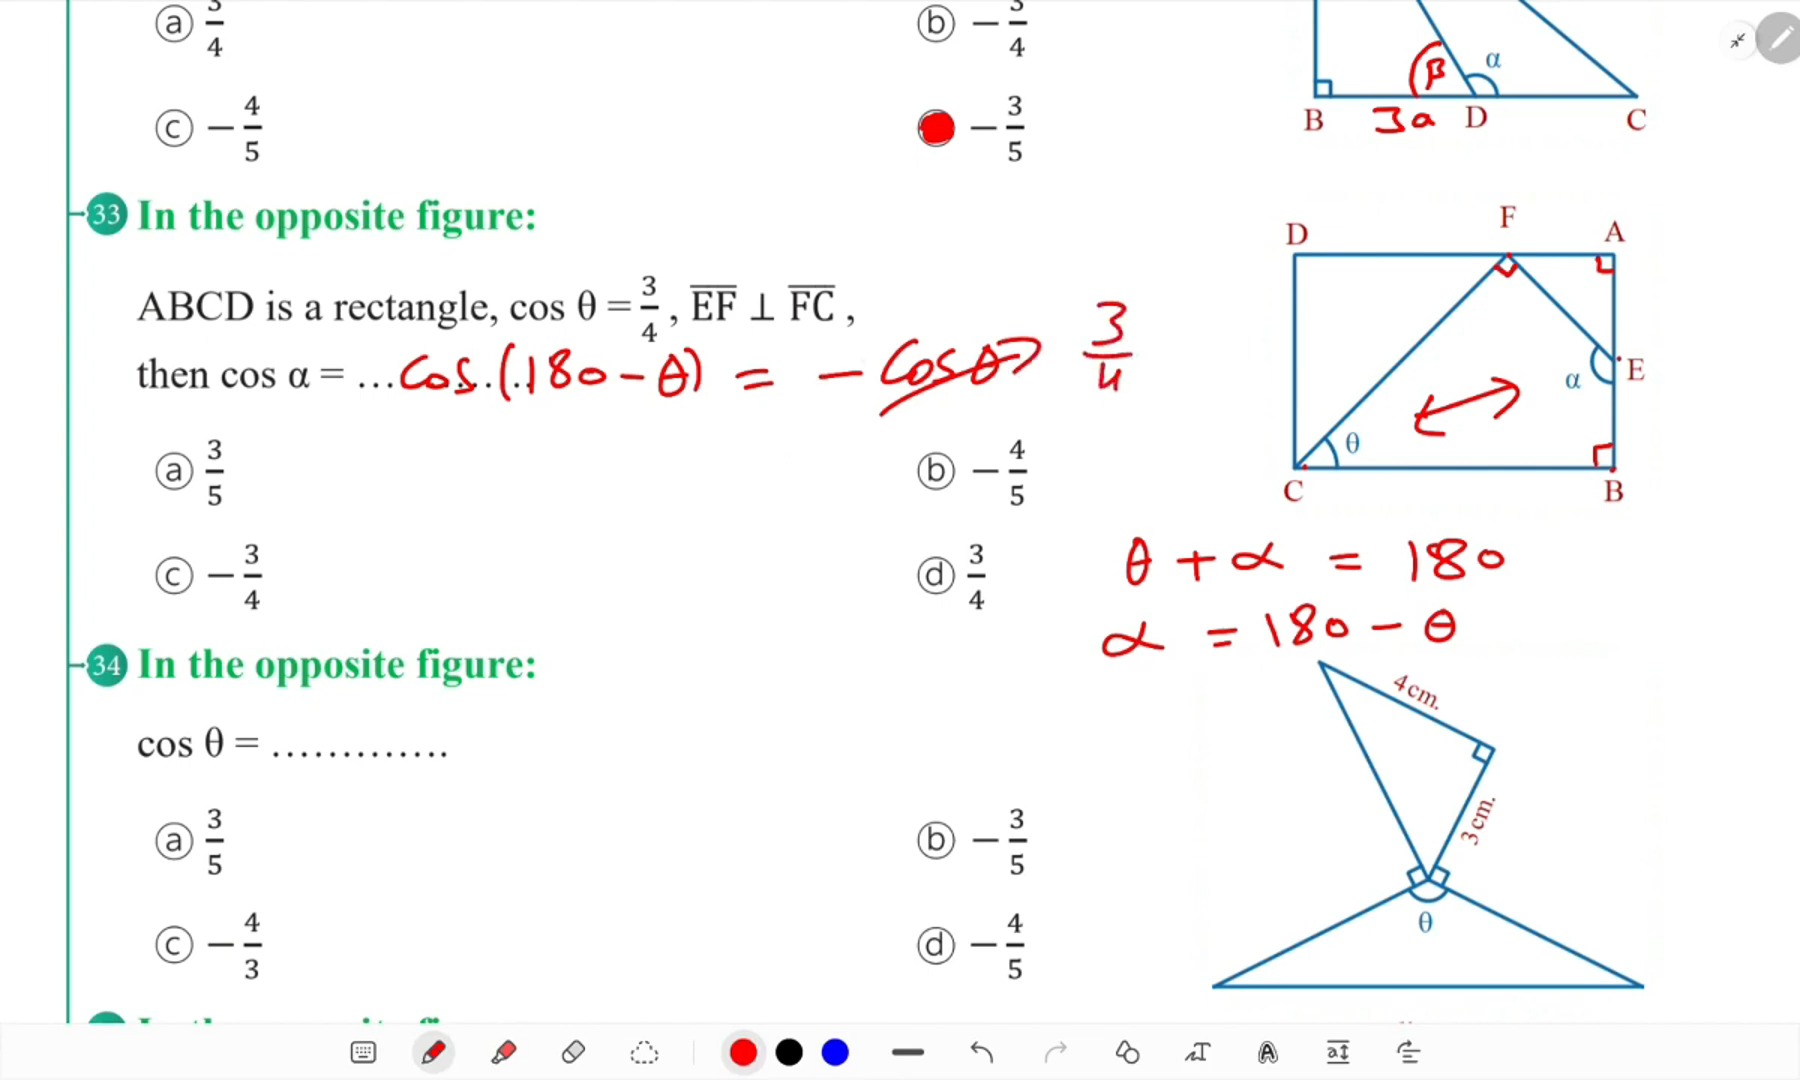 ⓐ 3/4 ⓑ − 3/4
ⓒ − 4/5 − 3/5
β α
B 3a D C
33 In the opposite figure:
ABCD is a rectangle, cos θ = 3/4 , EF ⊥ FC ,
then cos α = ... cos (180 − θ) = − cos θ 3/4
ⓐ 3/5 ⓑ − 4/5
ⓒ − 3/4 ⓓ 3/4
D F A
E
α
θ
C B
θ + α = 180
α = 180 − θ
34 In the opposite figure:
cos θ = .............
ⓐ 3/5 ⓑ − 3/5
ⓒ − 4/3 ⓓ − 4/5
4 cm.
3 cm.
θ